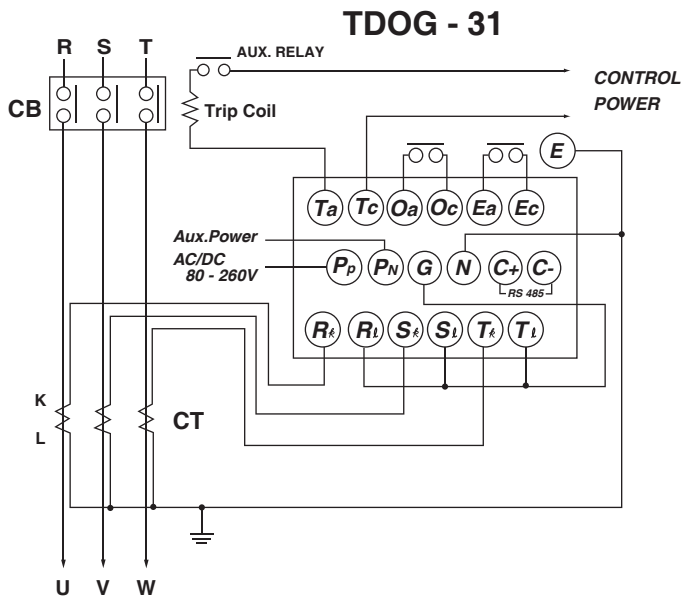 TDOG - 31
R S T
AUX. RELAY
CONTROL
POWER
CB
Trip Coil
E
Ta Tc Oa Oc Ea Ec
Aux.Power
AC/DC
80 - 260V
PP PN G N C+ C-
RS 485
Rk Rl Sk Sl Tk Tl
K
L
CT
U V W